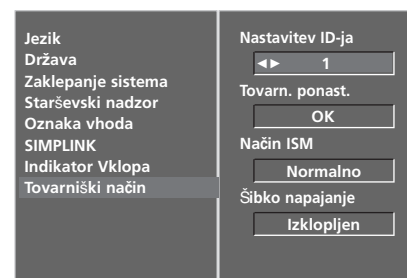 Jezik
Država
Zaklepanje sistema
Starševski nadzor
Oznaka vhoda
SIMPLINK
Indikator Vklopa
Tovarniški način
Nastavitev ID-ja
◄► 1
Tovarn. ponast.
OK
Način ISM
Normalno
Šibko napajanje
Izklopljen